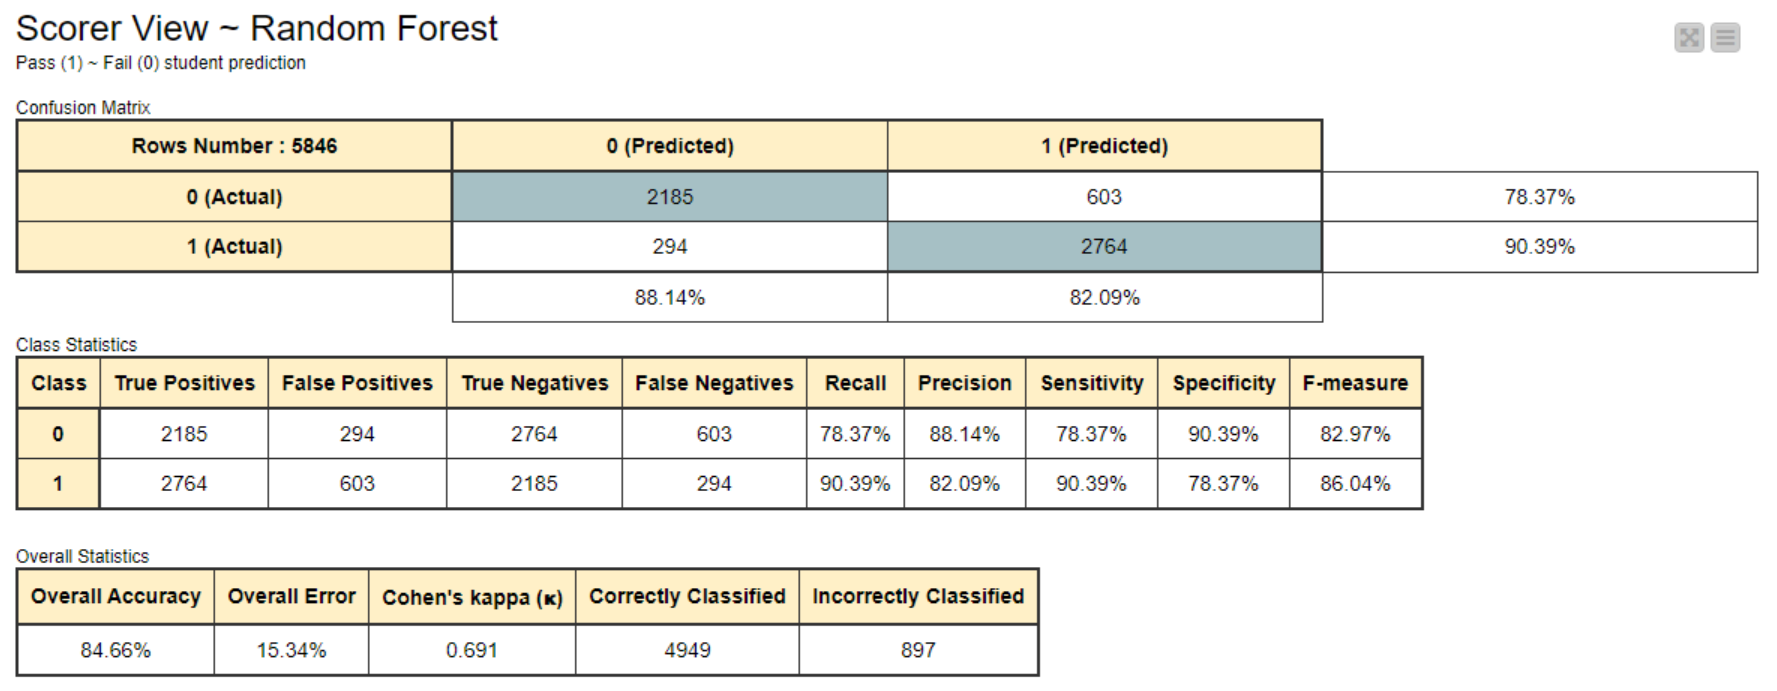 Scorer View ~ Random Forest
Pass (1) ~ Fail (0) student prediction
Confusion Matrix
Rows Number : 5846 0 (Predicted) 1 (Predicted)
0 (Actual) 2185 603 78.37%
1 (Actual) 294 2764 90.39%
88.14% 82.09%
Class Statistics
Class True Positives False Positives True Negatives False Negatives Recall Precision Sensitivity Specificity F-measure
0 2185 294 2764 603 78.37% 88.14% 78.37% 90.39% 82.97%
1 2764 603 2185 294 90.39% 82.09% 90.39% 78.37% 86.04%
Overall Statistics
Overall Accuracy Overall Error Cohen's kappa (κ) Correctly Classified Incorrectly Classified
84.66% 15.34% 0.691 4949 897